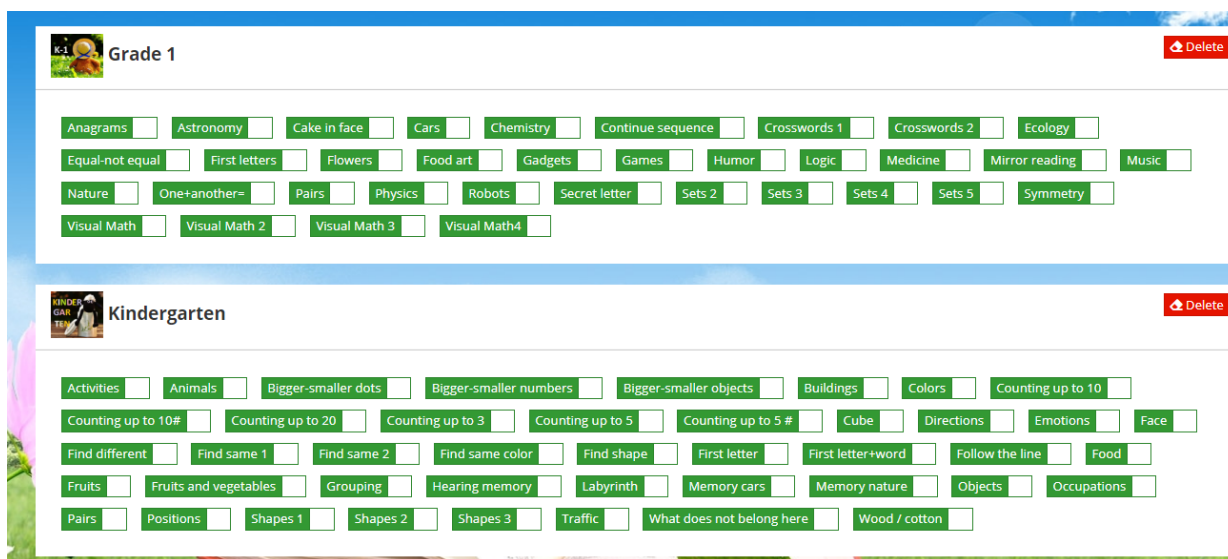 K-1
Grade 1
Delete
Anagrams Astronomy Cake in face Cars Chemistry Continue sequence Crosswords 1 Crosswords 2 Ecology
Equal-not equal First letters Flowers Food art Gadgets Games Humor Logic Medicine Mirror reading Music
Nature One+another= Pairs Physics Robots Secret letter Sets 2 Sets 3 Sets 4 Sets 5 Symmetry
Visual Math Visual Math 2 Visual Math 3 Visual Math4
KINDER
GAR
TEN
Kindergarten
Delete
Activities Animals Bigger-smaller dots Bigger-smaller numbers Bigger-smaller objects Buildings Colors Counting up to 10
Counting up to 10# Counting up to 20 Counting up to 3 Counting up to 5 Counting up to 5 # Cube Directions Emotions Face
Find different Find same 1 Find same 2 Find same color Find shape First letter First letter+word Follow the line Food
Fruits Fruits and vegetables Grouping Hearing memory Labyrinth Memory cars Memory nature Objects Occupations
Pairs Positions Shapes 1 Shapes 2 Shapes 3 Traffic What does not belong here Wood / cotton